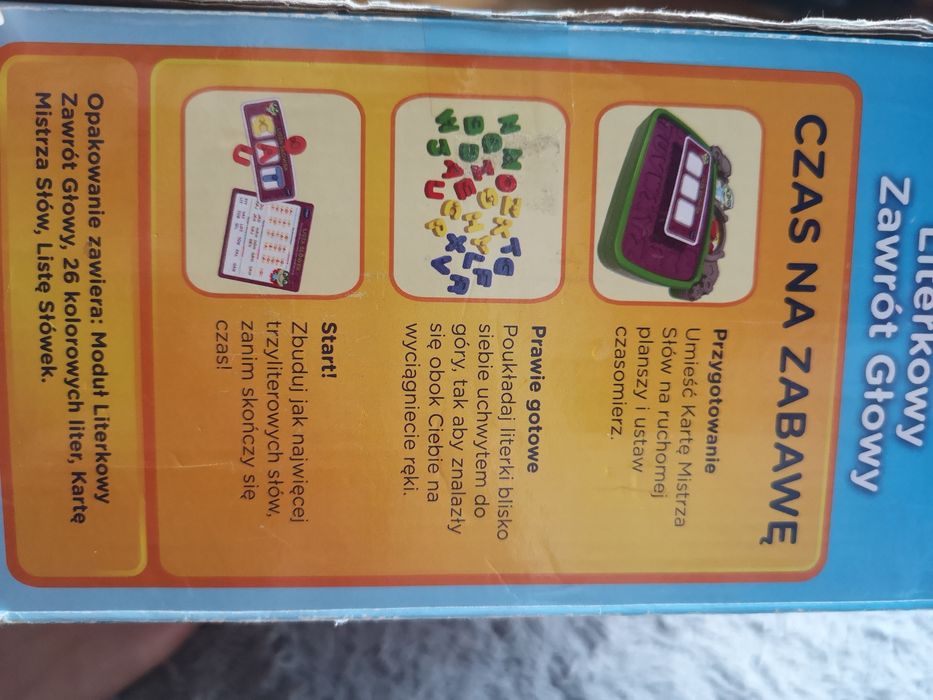 Literkowy
Zawrót Głowy
CZAS NA ZABAWĘ
Przygotowanie
Umieść Kartę Mistrza
Słów na ruchomej
planszy i ustaw
czasomierz.
Prawie gotowe
Poukładaj literki blisko
siebie uchwytem do
góry, tak aby znalazły
się obok Ciebie na
wyciągniecie ręki.
CAT
U
Start!
Zbuduj jak najwięcej
trzyliterowych słów,
zanim skończy się
czas!
Opakowanie zawiera: Moduł Literkowy
Zawrót Głowy, 26 kolorowych liter, Kartę
Mistrza Słów, Listę Słówek.